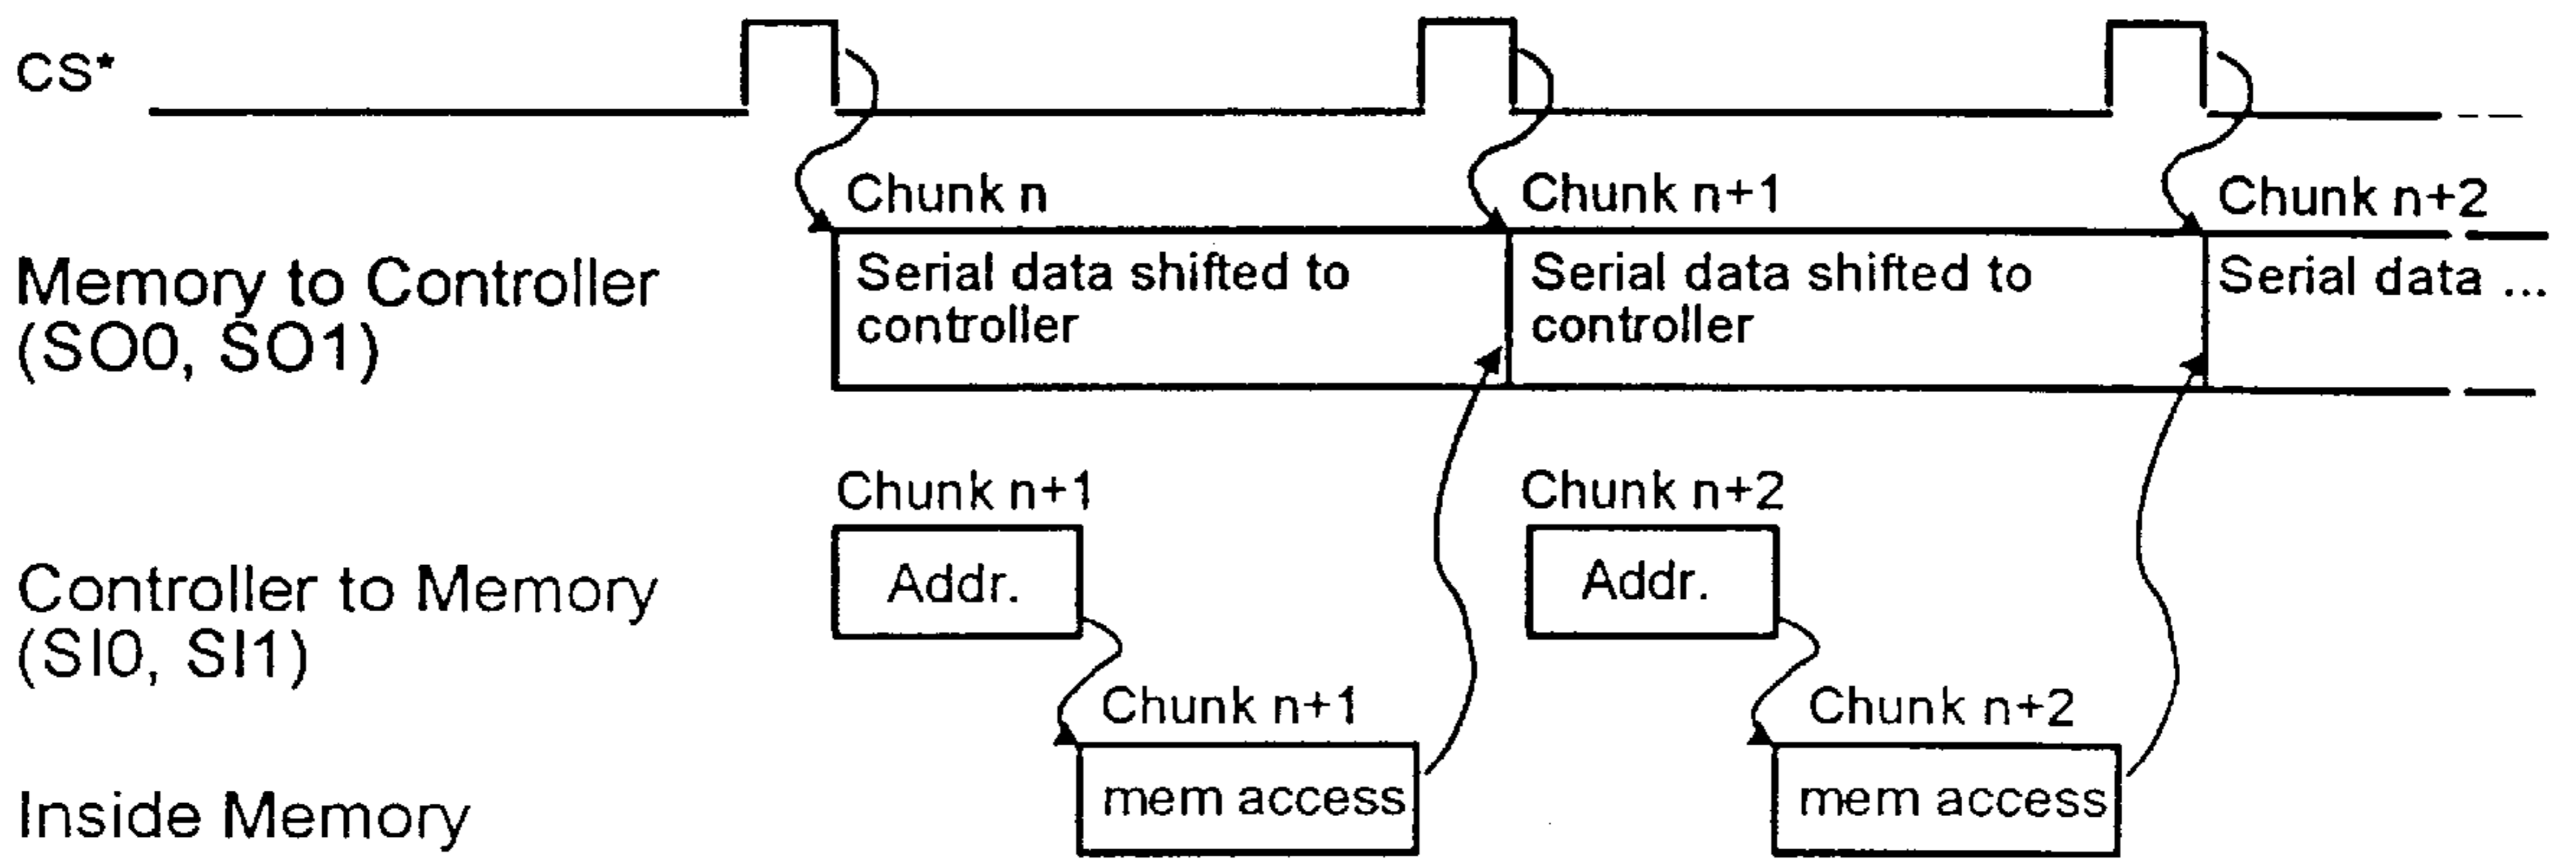 CS*
Chunk n
Chunk n+1
Chunk n+2
Memory to Controller
(SO0, SO1)
Serial data shifted to
controller
Serial data shifted to
controller
Serial data ...
Chunk n+1
Chunk n+2
Controller to Memory
(SI0, SI1)
Addr.
Addr.
Chunk n+1
Chunk n+2
Inside Memory
mem access
mem access